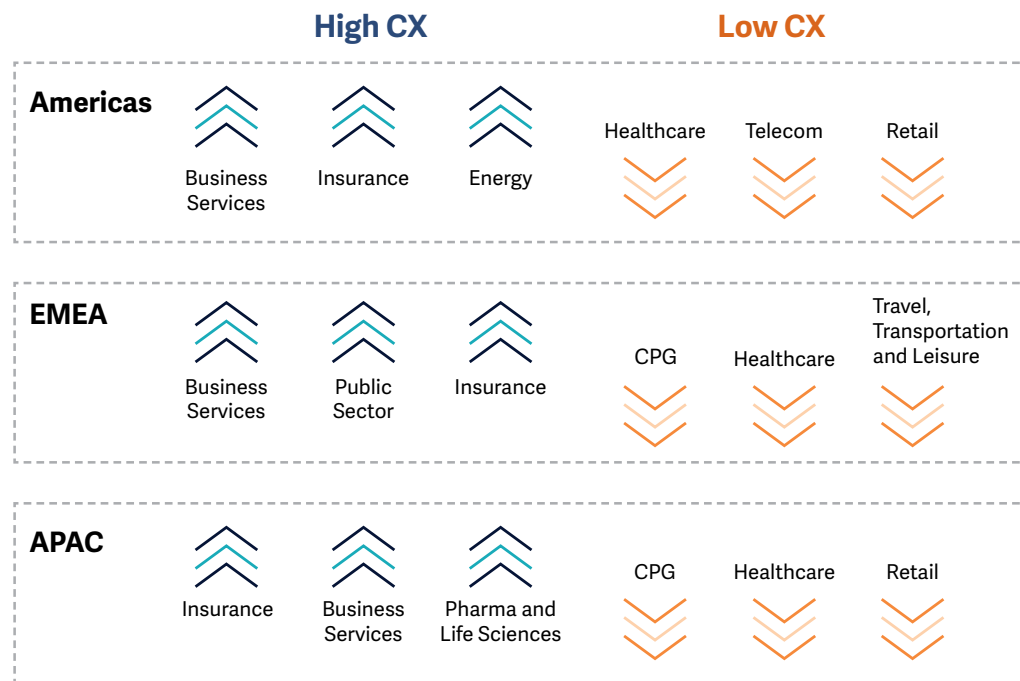 High CX
Low CX
Americas
Business
Services
Insurance
Energy
Healthcare
Telecom
Retail
EMEA
Business
Services
Public
Sector
Insurance
CPG
Healthcare
Travel,
Transportation
and Leisure
APAC
Insurance
Business
Services
Pharma and
Life Sciences
CPG
Healthcare
Retail